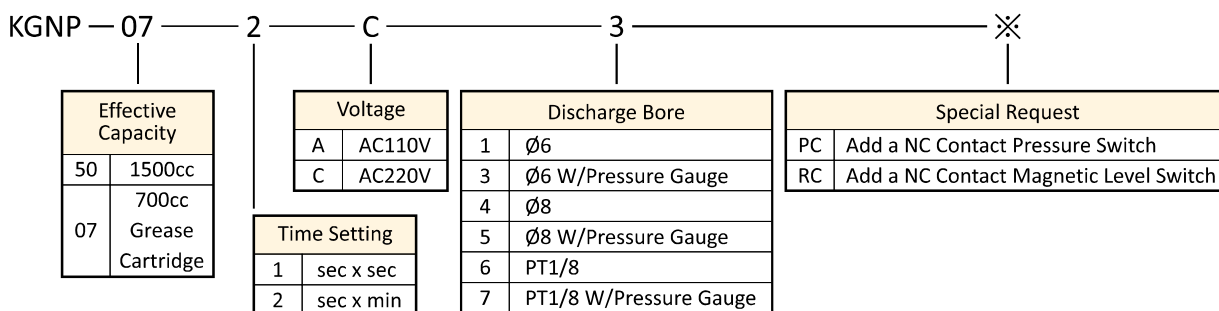 KGNP — 07 — 2 — C — 3 — ※
Effective
Capacity
50 1500cc
07 700cc
Grease
Cartridge
Time Setting
1 sec x sec
2 sec x min
Voltage
A AC110V
C AC220V
Discharge Bore
1 Ø6
3 Ø6 W/Pressure Gauge
4 Ø8
5 Ø8 W/Pressure Gauge
6 PT1/8
7 PT1/8 W/Pressure Gauge
Special Request
PC Add a NC Contact Pressure Switch
RC Add a NC Contact Magnetic Level Switch